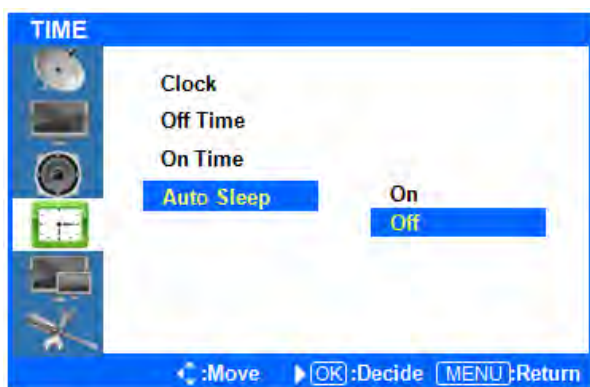 TIME
Clock
Off Time
On Time
Auto Sleep On
Off
:Move OK :Decide MENU :Return